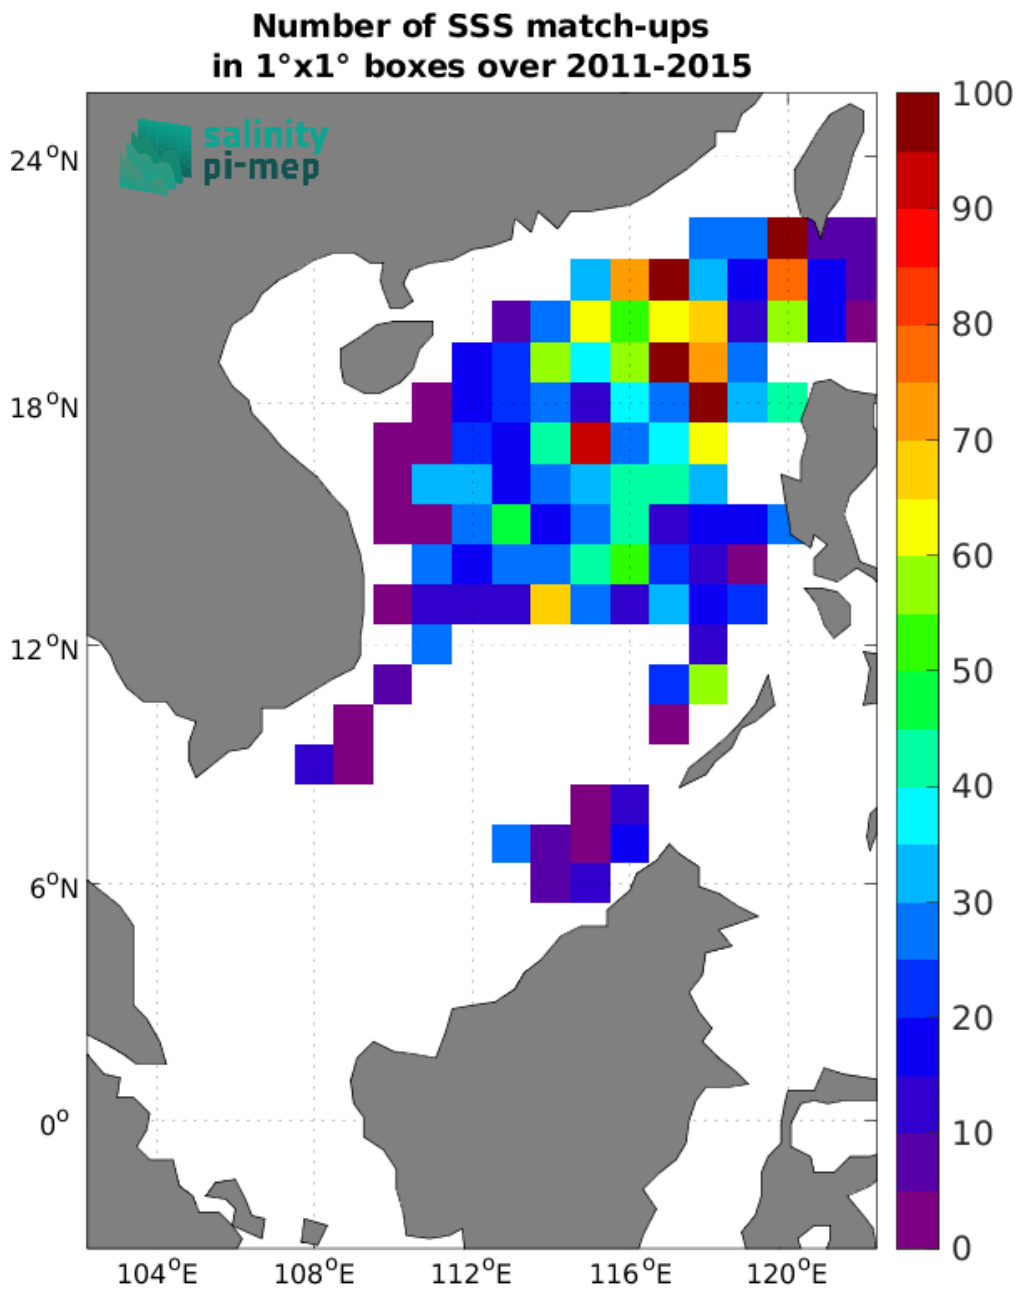 Number of SSS match-ups
in 1°x1° boxes over 2011-2015
salinity
pi-mep
24°N
18°N
12°N
6°N
0°
104°E 108°E 112°E 116°E 120°E
100
90
80
70
60
50
40
30
20
10
0